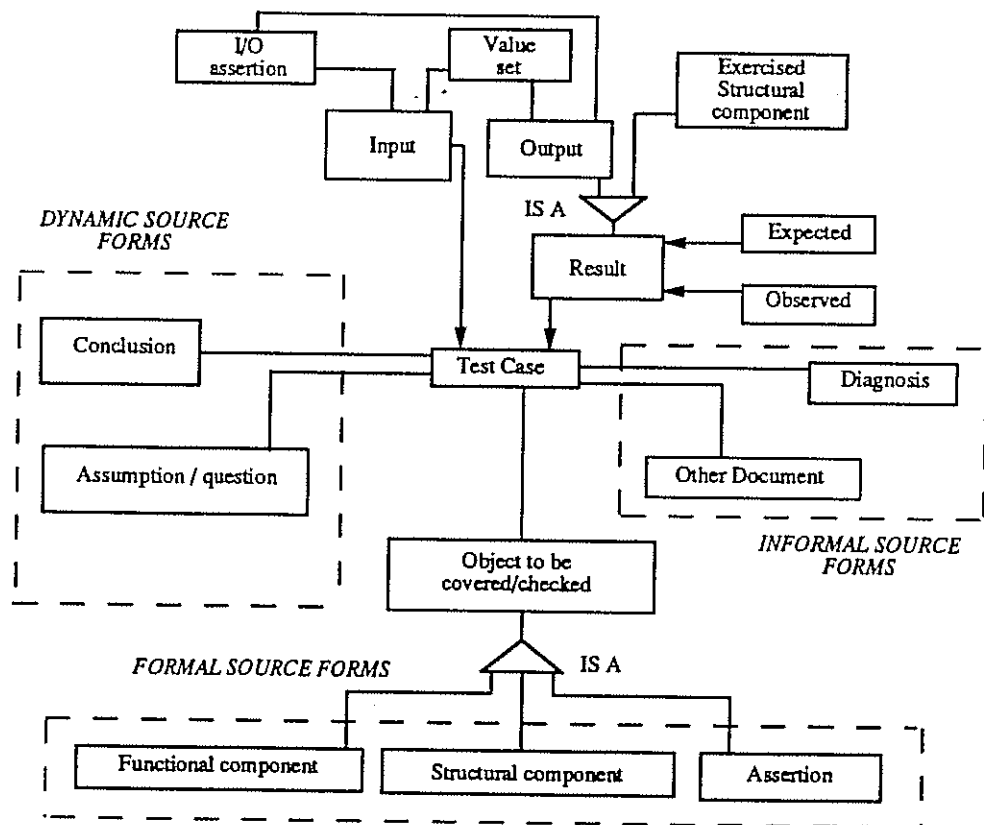 I/O
assertion
Value
set
Exercised
Structural
component
Input
Output
IS A
DYNAMIC SOURCE
FORMS
Expected
Result
Observed
Conclusion
Test Case
Diagnosis
Assumption / question
Other Document
INFORMAL SOURCE
FORMS
Object to be
covered/checked
FORMAL SOURCE FORMS
IS A
Functional component
Structural component
Assertion